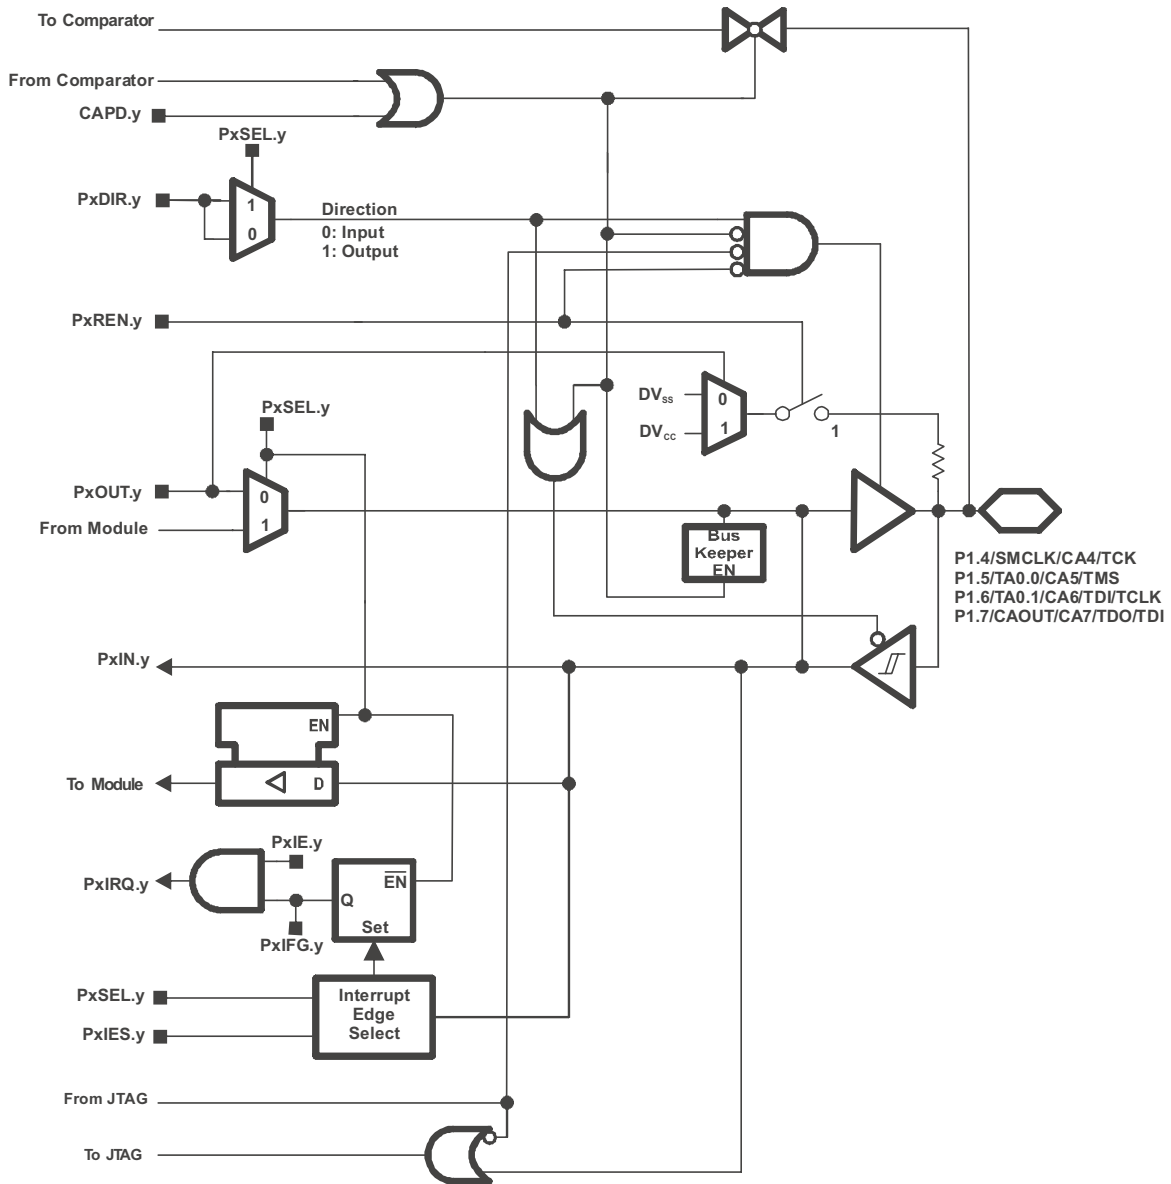 To Comparator
From Comparator
CAPD.y
PxSEL.y
PxDIR.y
1
0
Direction
0: Input
1: Output
PxREN.y
DVss
0
DVcc
1
1
PxSEL.y
PxOUT.y
0
From Module
1
Bus
Keeper
EN
P1.4/SMCLK/CA4/TCK
P1.5/TA0.0/CA5/TMS
P1.6/TA0.1/CA6/TDI/TCLK
P1.7/CAOUT/CA7/TDO/TDI
PxIN.y
EN
To Module
D
PxIE.y
PxIRQ.y
EN
Q
Set
PxIFG.y
PxSEL.y
PxIES.y
Interrupt
Edge
Select
From JTAG
To JTAG